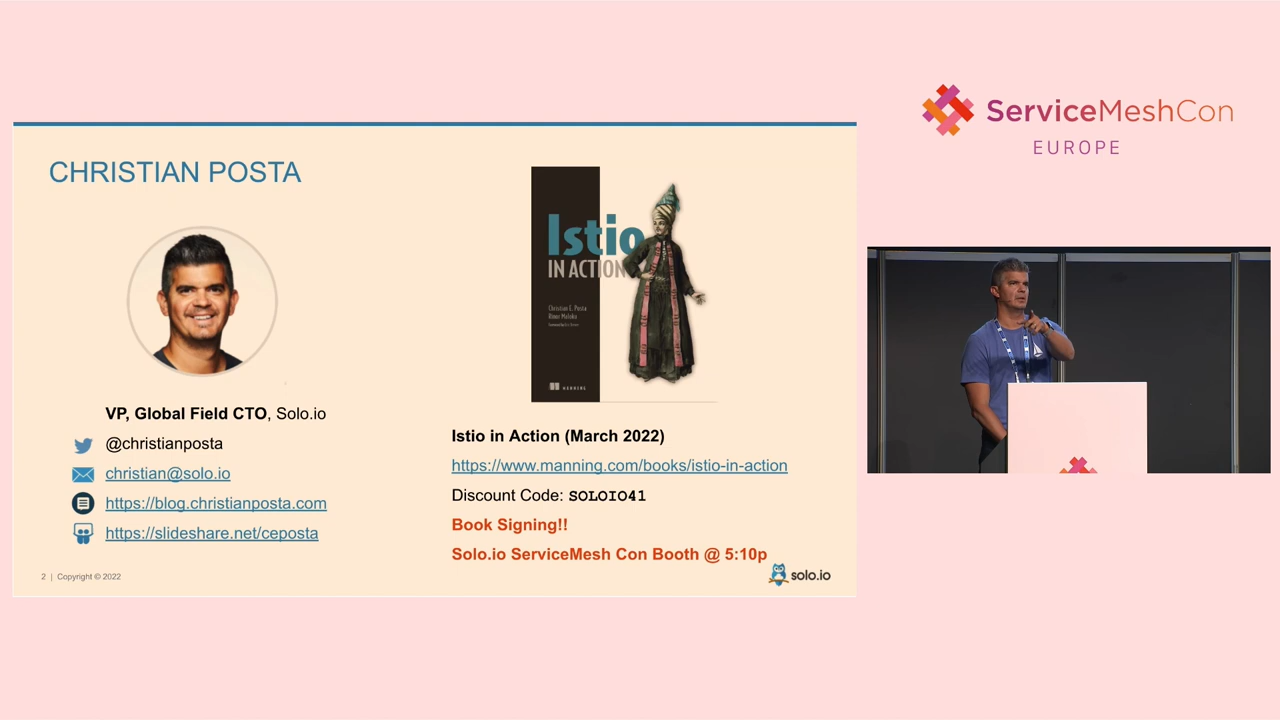 CHRISTIAN POSTA
VP, Global Field CTO, Solo.io
@christianposta
christian@solo.io
https://blog.christianposta.com
https://slideshare.net/ceposta
2 | Copyright © 2022
Istio
IN ACTION
Christian E. Posta
Rinor Maloku
MANNING
Istio in Action (March 2022)
https://www.manning.com/books/istio-in-action
Discount Code: SOLOIO41
Book Signing!!
Solo.io ServiceMesh Con Booth @ 5:10p
solo.io
ServiceMeshCon
EUROPE